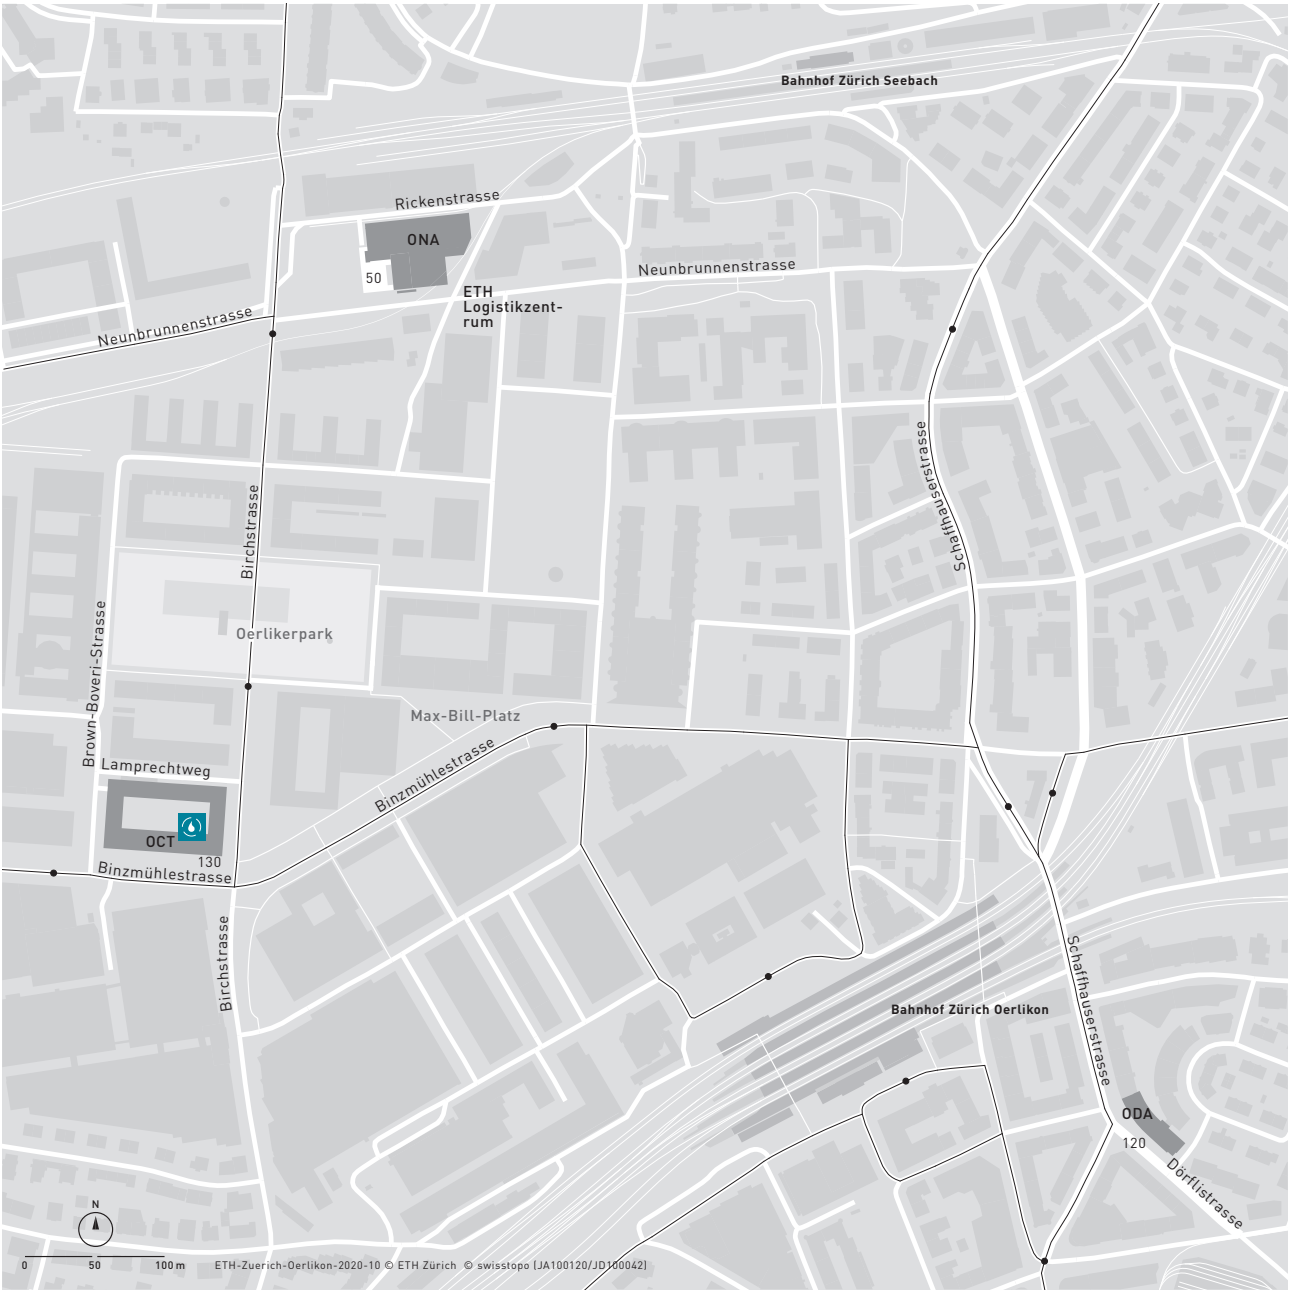 Bahnhof Zürich Seebach
Rickenstrasse
ONA
50
Neunbrunnenstrasse
ETH
Logistikzent-
rum
Neunbrunnenstrasse
Schaffhauserstrasse
Birchstrasse
Brown-Boveri-Strasse
Oerlikerpark
Max-Bill-Platz
Binzmühlestrasse
Lamprechtweg
OCT
130
Binzmühlestrasse
Birchstrasse
Schaffhauserstrasse
Bahnhof Zürich Oerlikon
ODA
120
Dörflistrasse
N
0 50 100 m
ETH-Zuerich-Oerlikon-2020-10 © ETH Zürich © swisstopo (JA100120/JD100042)